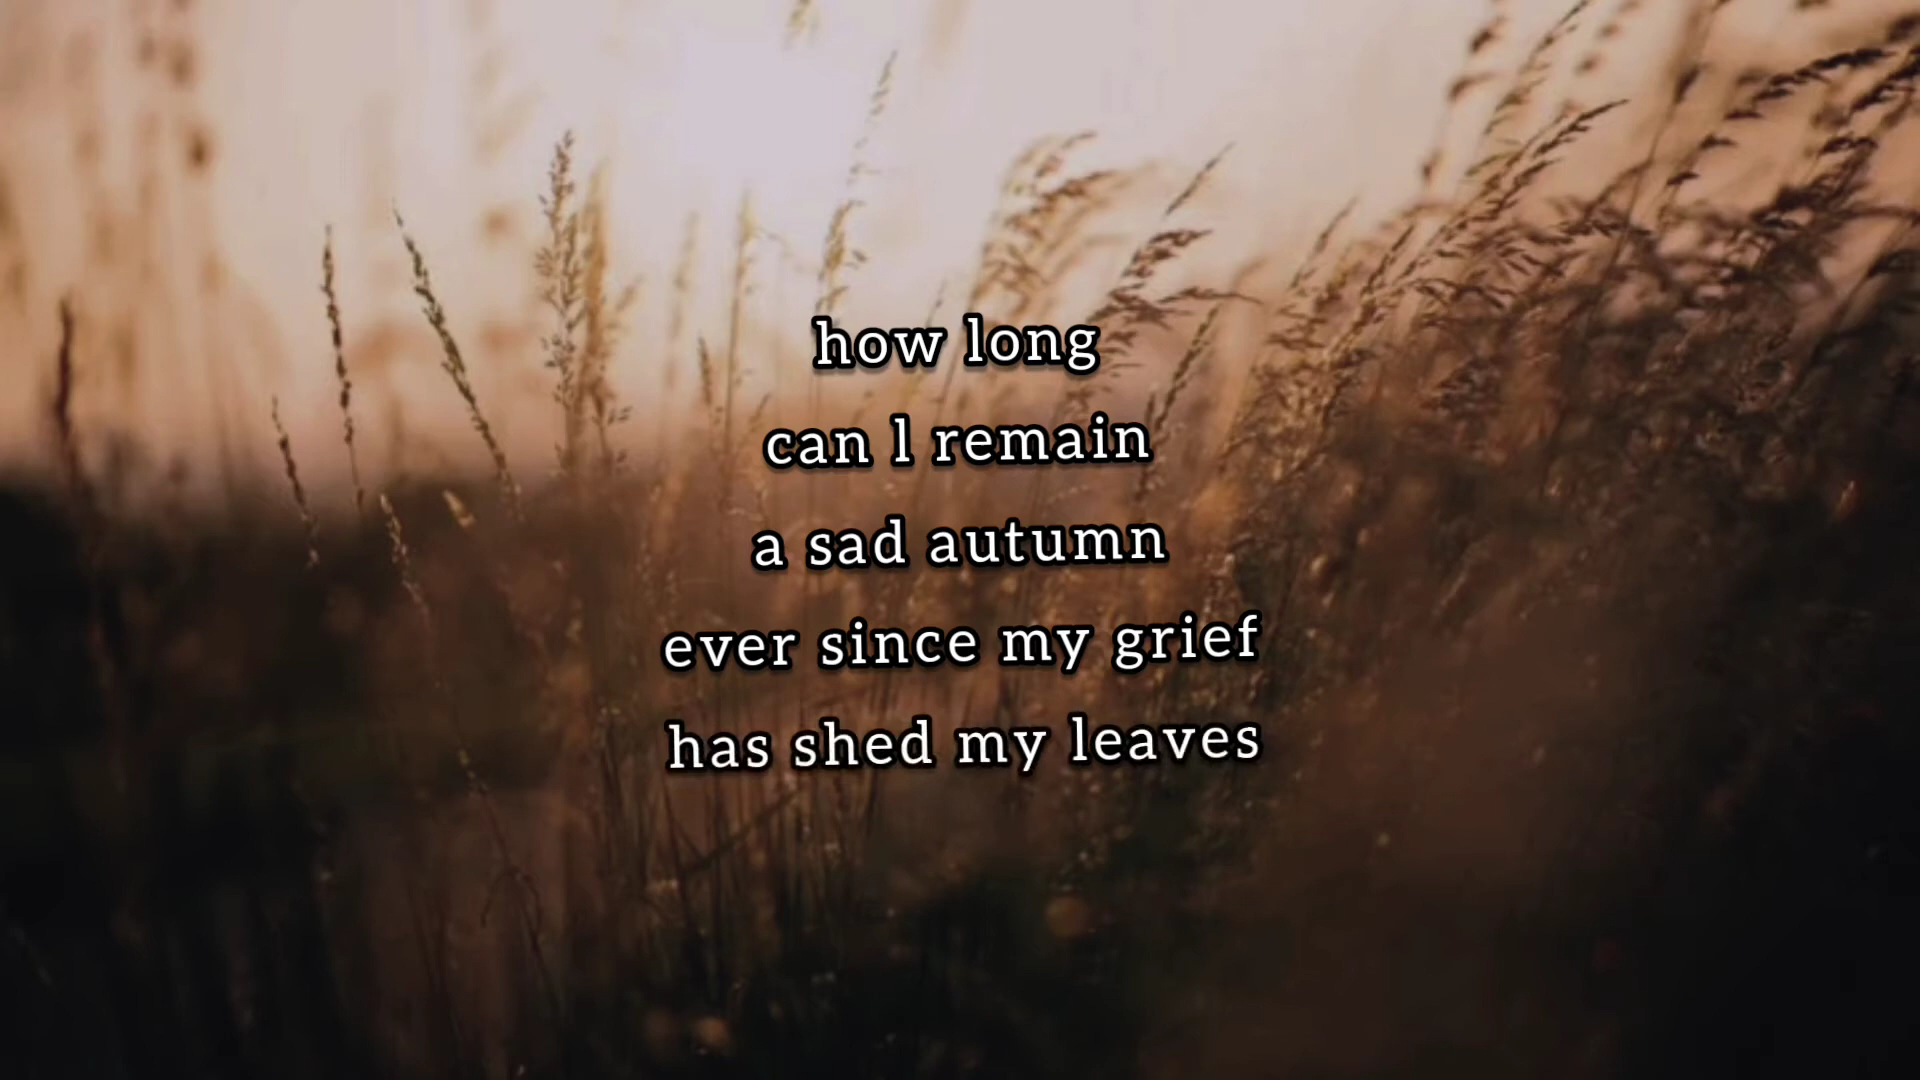 how long
can l remain
a sad autumn
ever since my grief
has shed my leaves